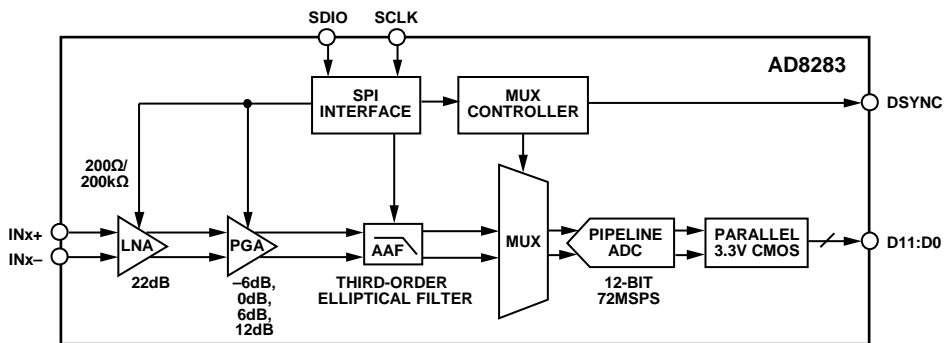 SDIO SCLK
AD8283
SPI
INTERFACE
MUX
CONTROLLER
DSYNC
200Ω/
200kΩ
INx+
INx–
LNA
PGA
AAF
MUX
PIPELINE
ADC
PARALLEL
3.3V CMOS
D11:D0
22dB
–6dB,
0dB,
6dB,
12dB
THIRD-ORDER
ELLIPTICAL FILTER
12-BIT
72MSPS